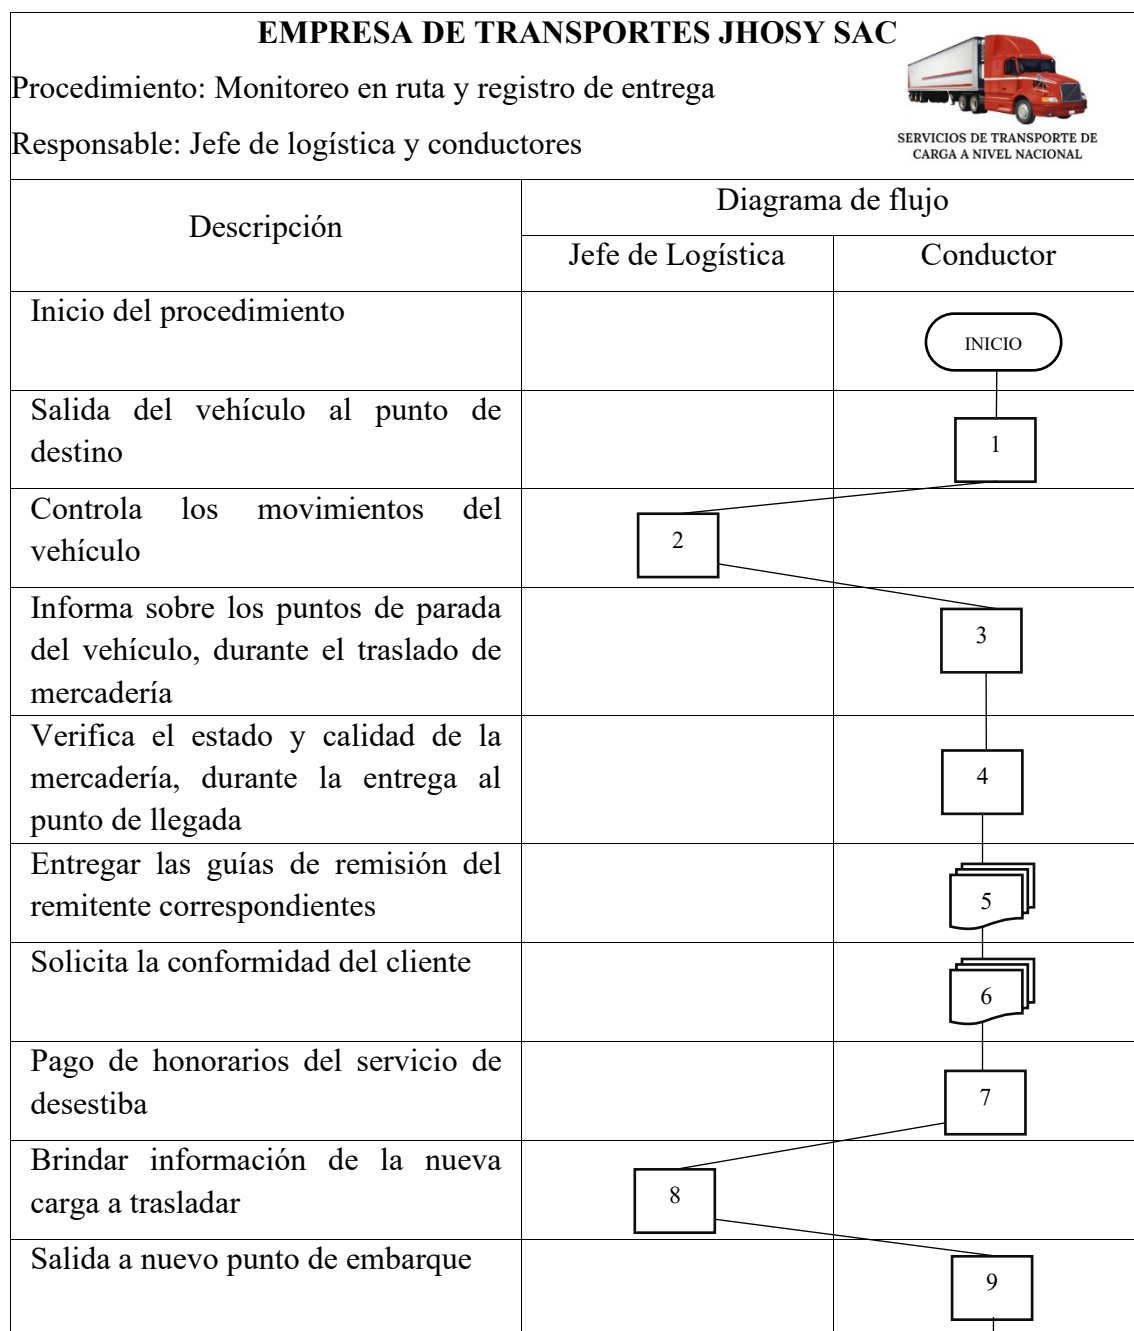 EMPRESA DE TRANSPORTES JHOSY SAC
Procedimiento: Monitoreo en ruta y registro de entrega
Responsable: Jefe de logística y conductores
SERVICIOS DE TRANSPORTE DE
CARGA A NIVEL NACIONAL
Descripción
Diagrama de flujo
Jefe de Logística
Conductor
Inicio del procedimiento
INICIO
Salida del vehículo al punto de
destino
1
Controla los movimientos del
vehículo
2
Informa sobre los puntos de parada
del vehículo, durante el traslado de
mercadería
3
Verifica el estado y calidad de la
mercadería, durante la entrega al
punto de llegada
4
Entregar las guías de remisión del
remitente correspondientes
5
Solicita la conformidad del cliente
6
Pago de honorarios del servicio de
desestiba
7
Brindar información de la nueva
carga a trasladar
8
Salida a nuevo punto de embarque
9